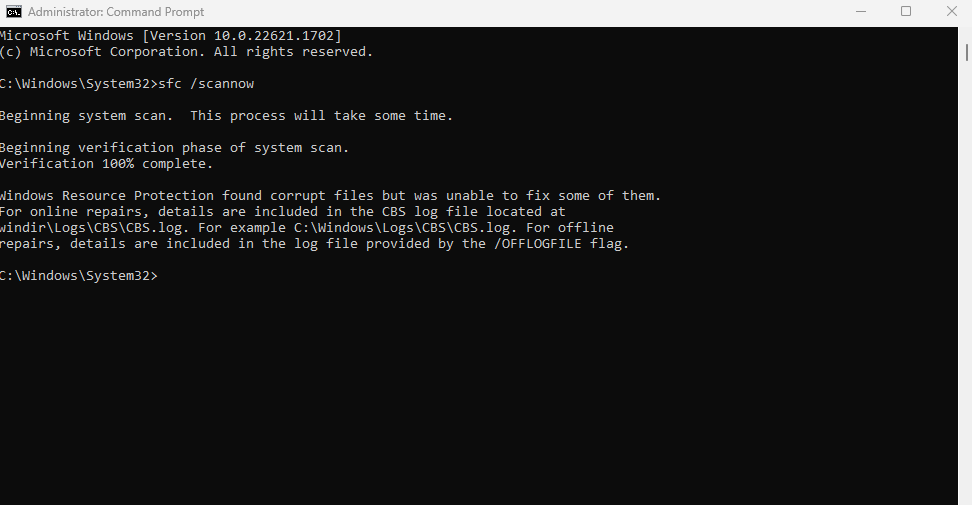 Administrator: Command Prompt
Microsoft Windows [Version 10.0.22621.1702]
(c) Microsoft Corporation. All rights reserved.
C:\Windows\System32>sfc /scannow
Beginning system scan.  This process will take some time.
Beginning verification phase of system scan.
Verification 100% complete.
Windows Resource Protection found corrupt files but was unable to fix some of them.
For online repairs, details are included in the CBS log file located at
windir\Logs\CBS\CBS.log. For example C:\Windows\Logs\CBS\CBS.log. For offline
repairs, details are included in the log file provided by the /OFFLOGFILE flag.
C:\Windows\System32>